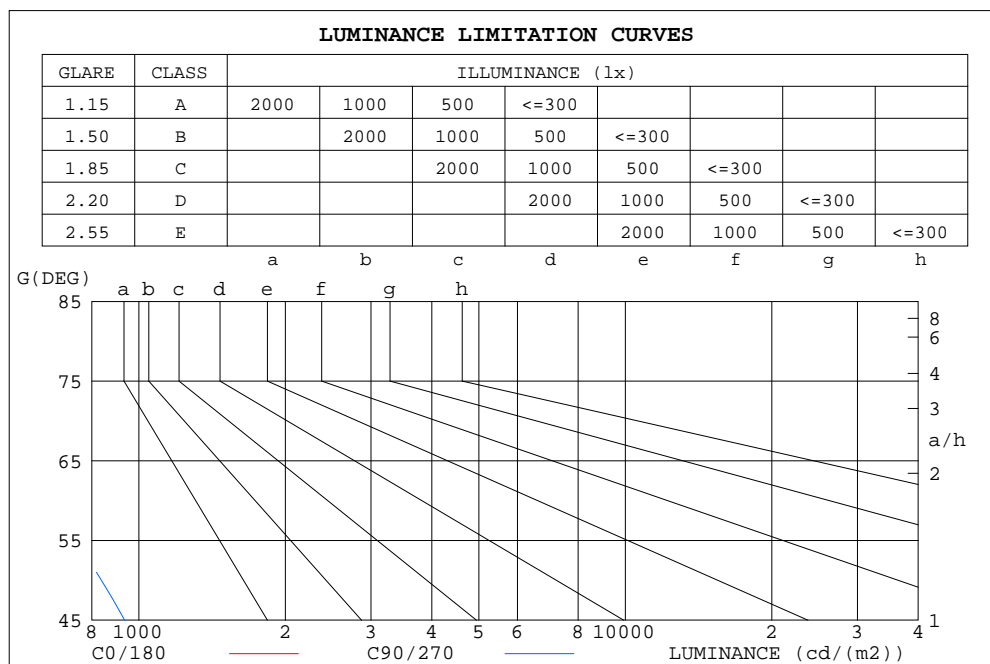 LUMINANCE LIMITATION CURVES
GLARE CLASS ILLUMINANCE (lx)
1.15 A 2000 1000 500 <=300
1.50 B 2000 1000 500 <=300
1.85 C 2000 1000 500 <=300
2.20 D 2000 1000 500 <=300
2.55 E 2000 1000 500 <=300
a b c d e f g h
G(DEG)
a b c d e f g h
85
8
6
75 4
3
a/h
65 2
55
45 1
8 1000 2 3 4 5 6 8 10000 2 3 4
C0/180 C90/270 LUMINANCE (cd/(m2))